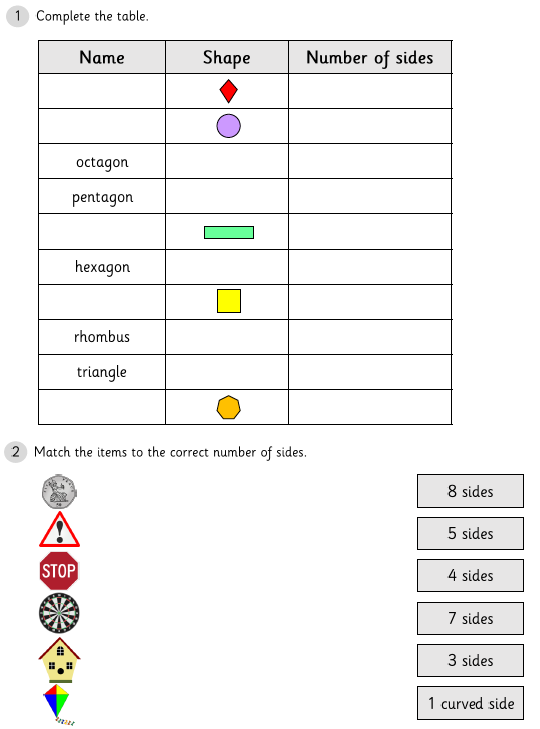 1 Complete the table.
Name Shape Number of sides
octagon
pentagon
hexagon
rhombus
triangle
2 Match the items to the correct number of sides.
8 sides
!
5 sides
STOP
4 sides
7 sides
3 sides
1 curved side